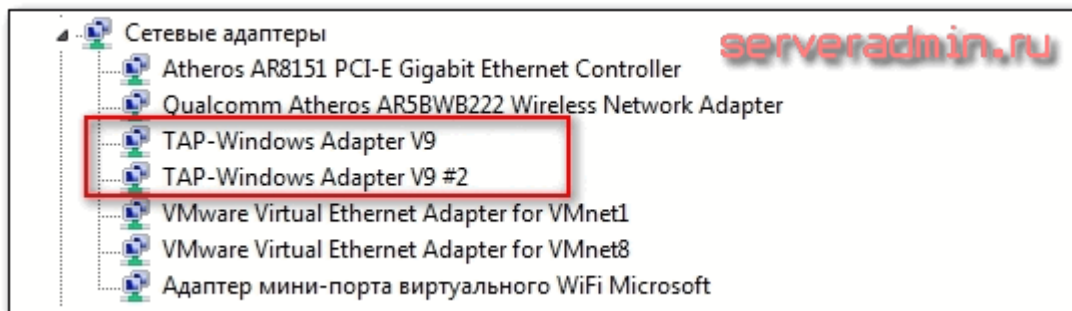 Сетевые адаптеры
serveradmin.ru
Atheros AR8151 PCI-E Gigabit Ethernet Controller
Qualcomm Atheros AR5BWB222 Wireless Network Adapter
TAP-Windows Adapter V9
TAP-Windows Adapter V9 #2
VMware Virtual Ethernet Adapter for VMnet1
VMware Virtual Ethernet Adapter for VMnet8
Адаптер мини-порта виртуального WiFi Microsoft